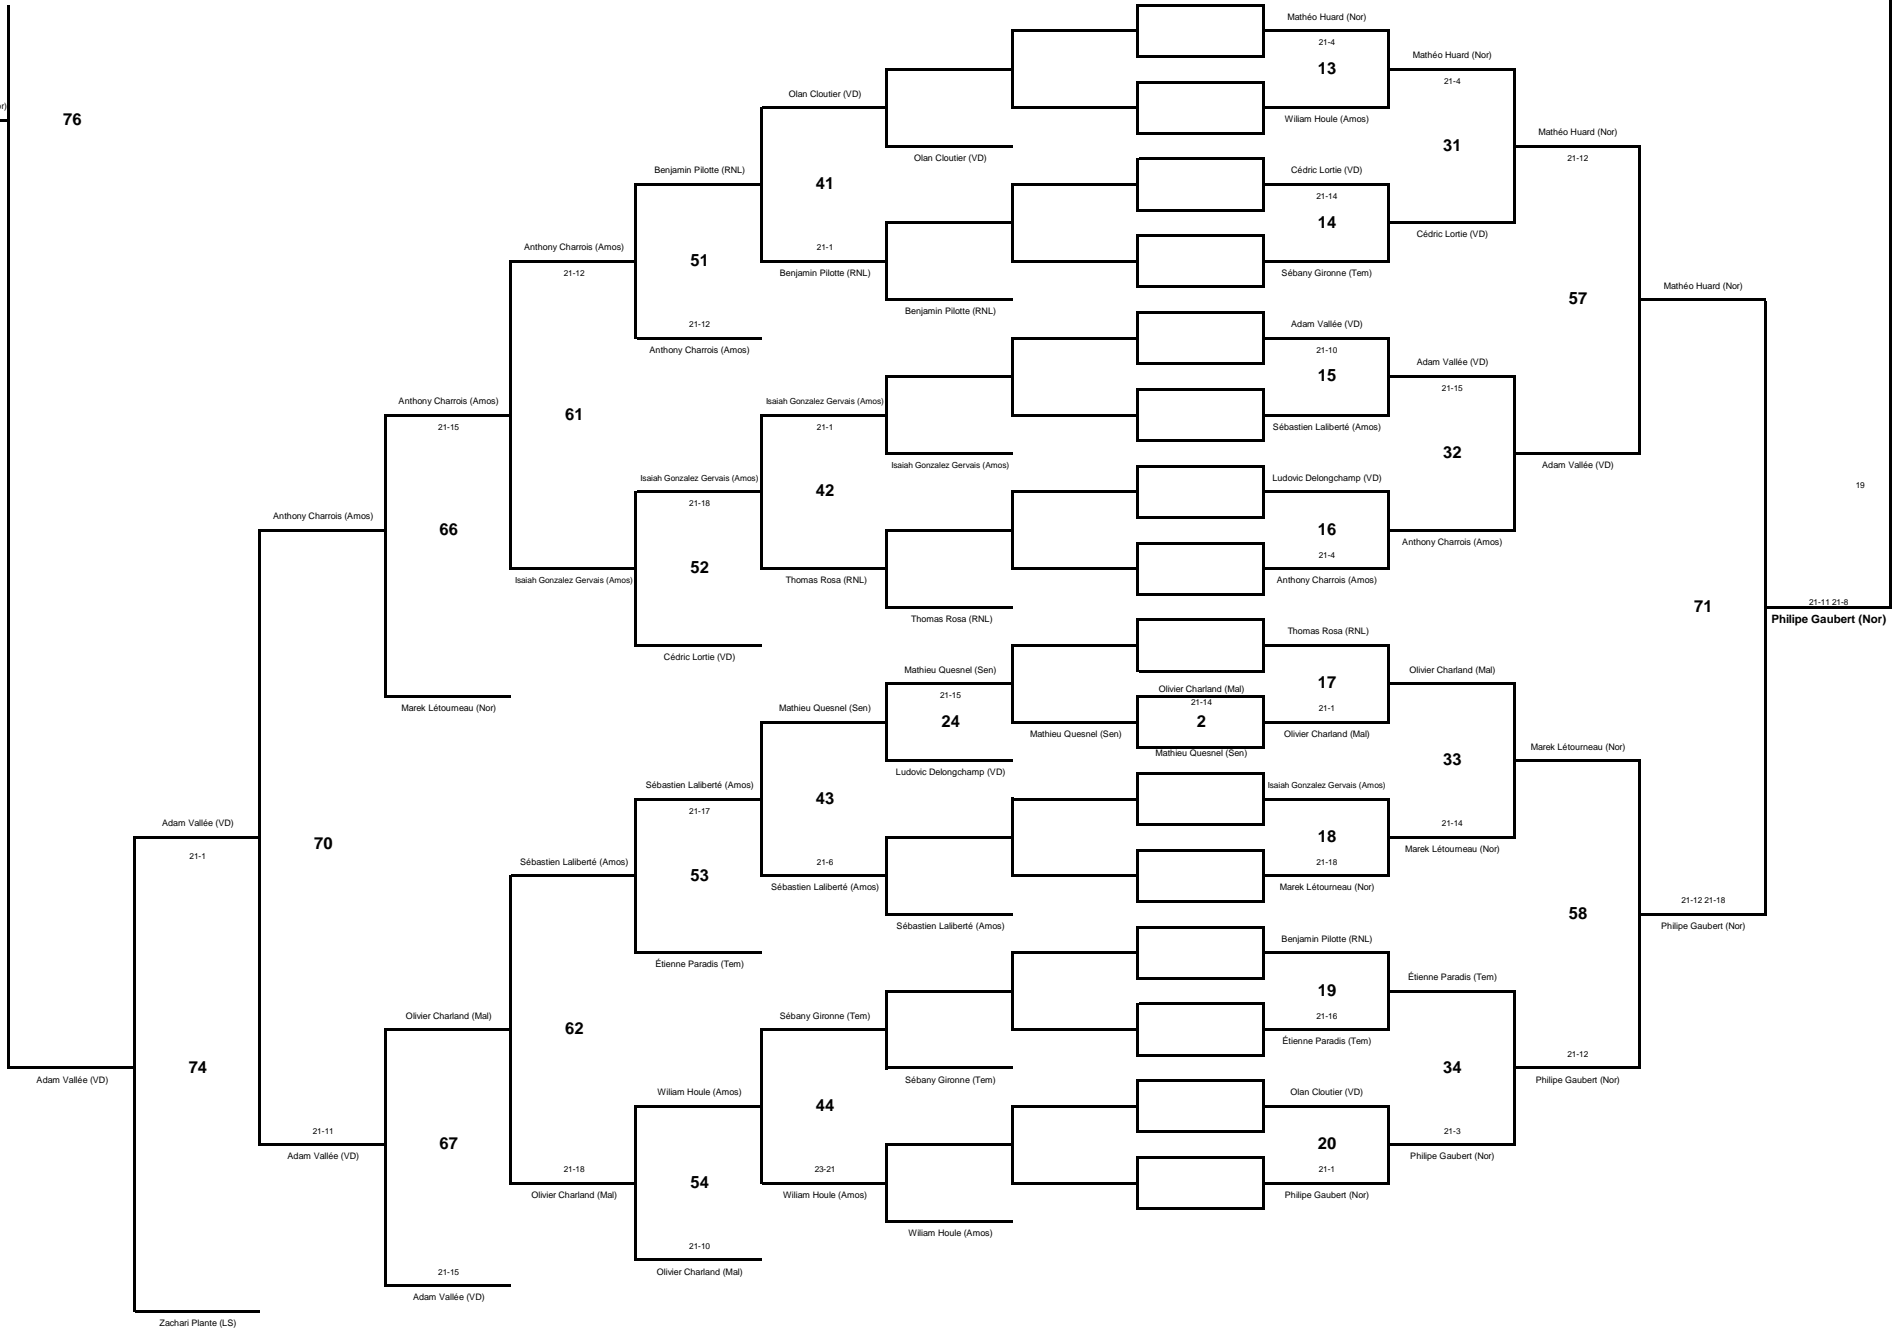 or)
76
Adam Vallée (VD)
Adam Vallée (VD)
21-1
74
Zachari Plante (LS)
Anthony Charrois (Amos)
70
21-11
Adam Vallée (VD)
Anthony Charrois (Amos)
21-15
66
Marek Létourneau (Nor)
Olivier Charland (Mal)
67
21-15
Adam Vallée (VD)
Anthony Charrois (Amos)
21-12
61
Isaiah Gonzalez Gervais (Amos)
Sébastien Laliberté (Amos)
62
21-18
Olivier Charland (Mal)
Benjamin Pilotte (RNL)
51
21-12
Anthony Charrois (Amos)
Isaiah Gonzalez Gervais (Amos)
21-18
52
Cédric Lortie (VD)
Sébastien Laliberté (Amos)
21-17
53
Étienne Paradis (Tem)
Wiliam Houle (Amos)
54
21-10
Olivier Charland (Mal)
Olan Cloutier (VD)
41
21-1
Benjamin Pilotte (RNL)
Isaiah Gonzalez Gervais (Amos)
21-1
42
Thomas Rosa (RNL)
Mathieu Quesnel (Sen)
43
21-6
Sébastien Laliberté (Amos)
Sébany Gironne (Tem)
44
23-21
Wiliam Houle (Amos)
Olan Cloutier (VD)
Benjamin Pilotte (RNL)
Isaiah Gonzalez Gervais (Amos)
Thomas Rosa (RNL)
Mathieu Quesnel (Sen)
21-15
24
Ludovic Delongchamp (VD)
Sébastien Laliberté (Amos)
Sébany Gironne (Tem)
Wiliam Houle (Amos)
Mathieu Quesnel (Sen)
Olivier Charland (Mal)
21-14
2
Mathieu Quesnel (Sen)
Mathéo Huard (Nor)
21-4
13
Wiliam Houle (Amos)
Cédric Lortie (VD)
21-14
14
Sébany Gironne (Tem)
Adam Vallée (VD)
21-10
15
Sébastien Laliberté (Amos)
Ludovic Delongchamp (VD)
16
21-4
Anthony Charrois (Amos)
Thomas Rosa (RNL)
17
21-1
Olivier Charland (Mal)
Isaiah Gonzalez Gervais (Amos)
18
21-18
Marek Létourneau (Nor)
Benjamin Pilotte (RNL)
19
21-16
Étienne Paradis (Tem)
Olan Cloutier (VD)
20
21-1
Philipe Gaubert (Nor)
Mathéo Huard (Nor)
21-4
31
Cédric Lortie (VD)
Adam Vallée (VD)
21-15
32
Anthony Charrois (Amos)
Olivier Charland (Mal)
33
21-14
Marek Létourneau (Nor)
Étienne Paradis (Tem)
34
21-3
Philipe Gaubert (Nor)
Mathéo Huard (Nor)
21-12
57
Adam Vallée (VD)
Marek Létourneau (Nor)
58
21-12
Philipe Gaubert (Nor)
Mathéo Huard (Nor)
71
21-12 21-18
Philipe Gaubert (Nor)
19
21-11 21-8
Philipe Gaubert (Nor)